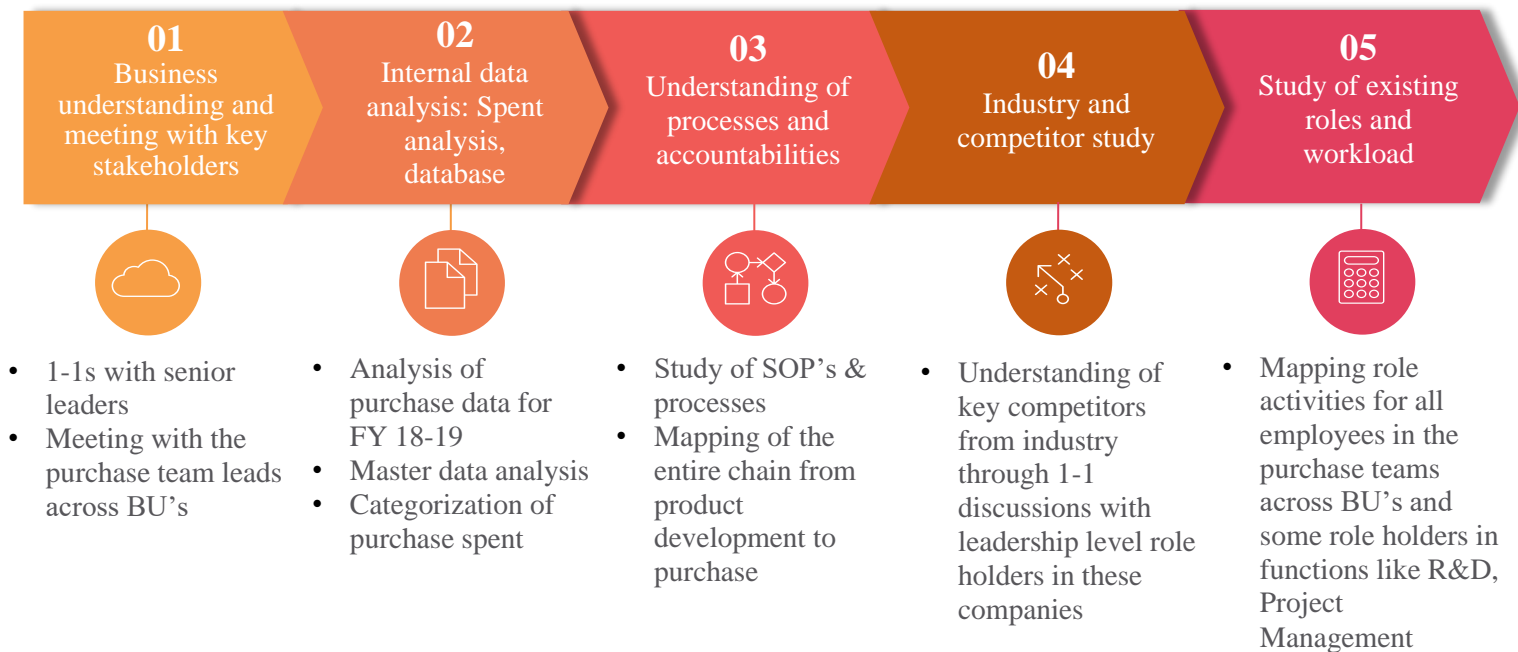 01
Business
understanding and
meeting with key
stakeholders
02
Internal data
analysis: Spent
analysis,
database
03
Understanding of
processes and
accountabilities
04
Industry and
competitor study
05
Study of existing
roles and
workload
• 1-1s with senior
leaders
• Meeting with the
purchase team leads
across BU’s
• Analysis of
purchase data for
FY 18-19
• Master data analysis
• Categorization of
purchase spent
• Study of SOP’s &
processes
• Mapping of the
entire chain from
product
development to
purchase
• Understanding of
key competitors
from industry
through 1-1
discussions with
leadership level role
holders in these
companies
• Mapping role
activities for all
employees in the
purchase teams
across BU’s and
some role holders in
functions like R&D,
Project
Management